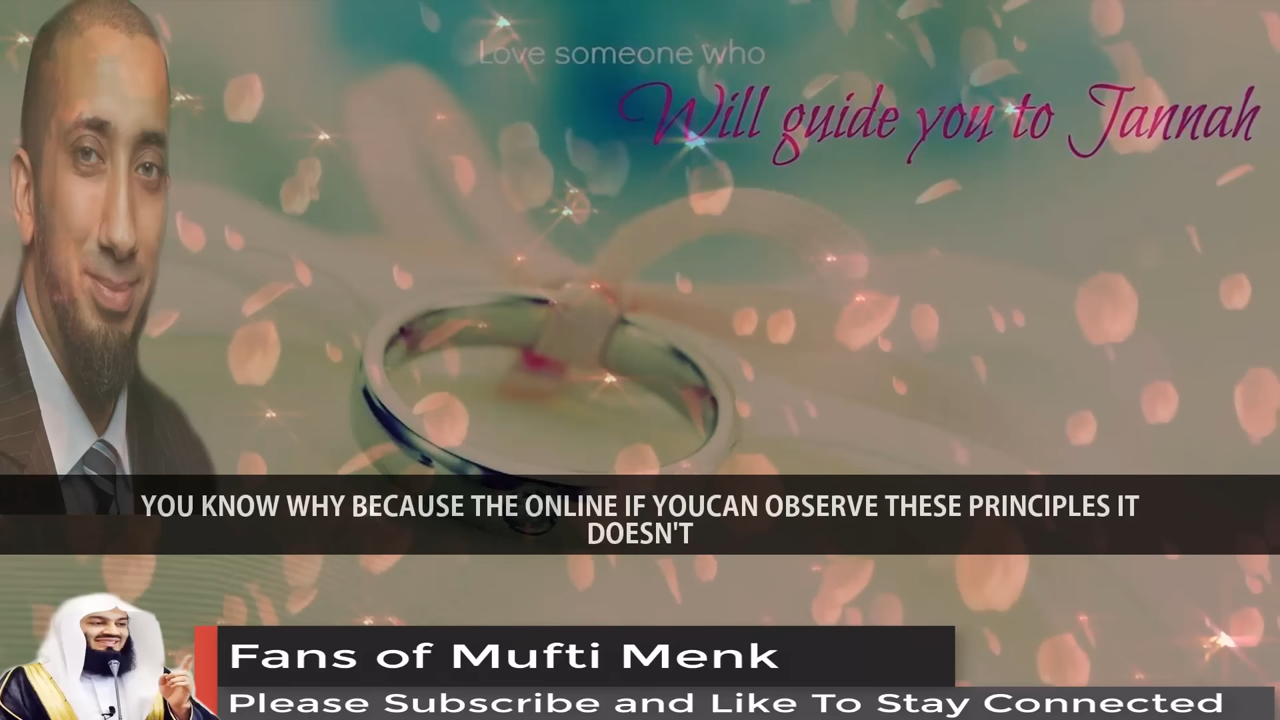 Love someone who
Will guide you to Jannah
YOU KNOW WHY BECAUSE THE ONLINE IF YOUCAN OBSERVE THESE PRINCIPLES IT
DOESN'T
Fans of Mufti Menk
Please Subscribe and Like To Stay Connected